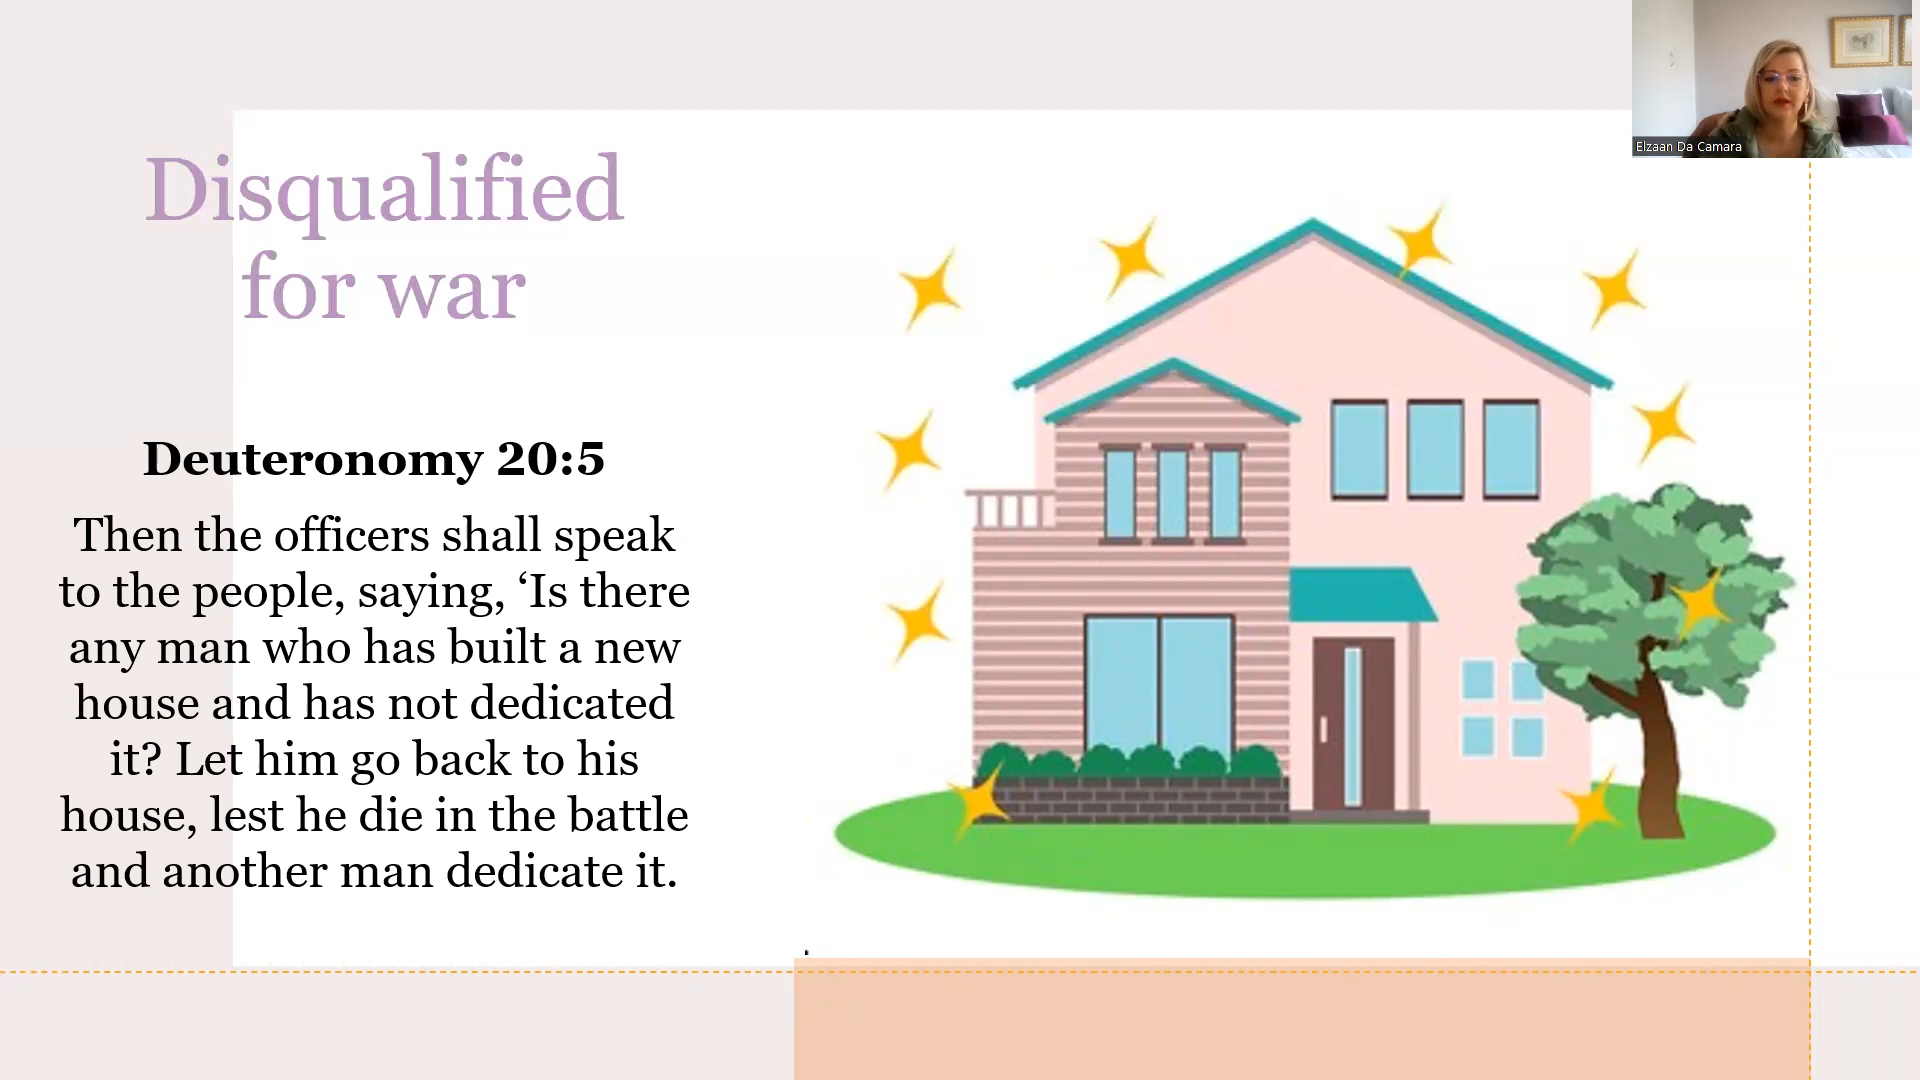 Elzaan Da Camara
Disqualified
for war
Deuteronomy 20:5
Then the officers shall speak
to the people, saying, ‘Is there
any man who has built a new
house and has not dedicated
it? Let him go back to his
house, lest he die in the battle
and another man dedicate it.